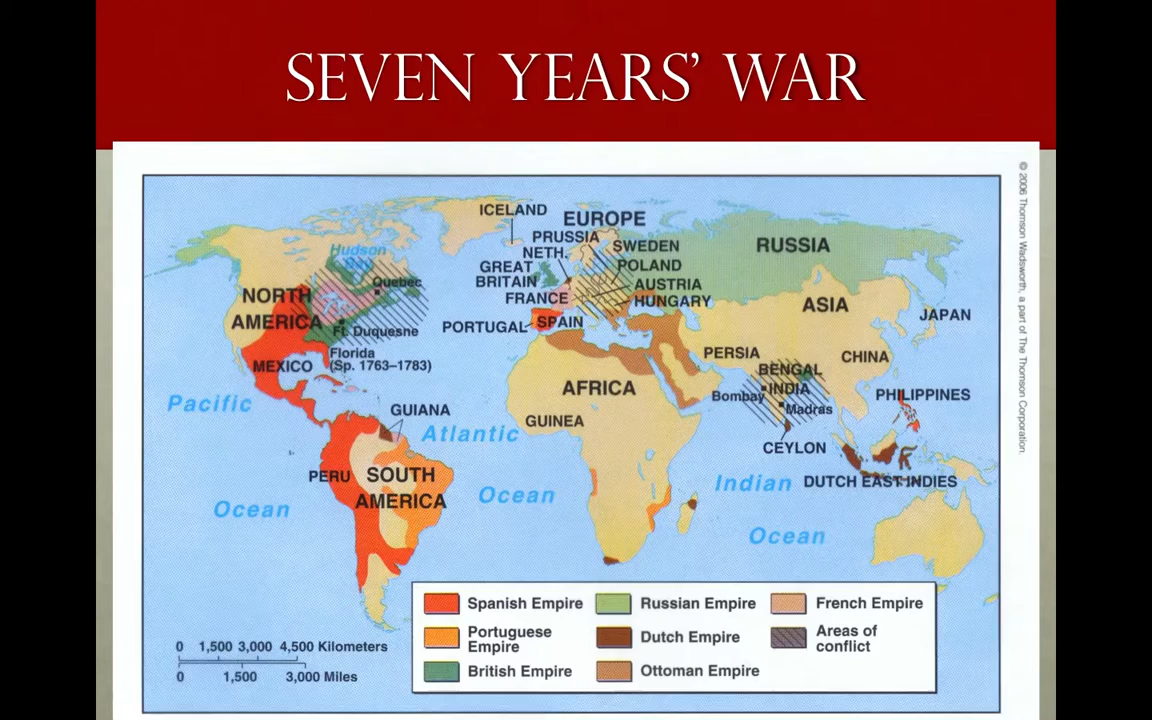 SEVEN YEARS’ WAR
© 2006 Thomson Wadsworth, a part of The Thomson Corporation.
ICELAND
EUROPE
PRUSSIA
SWEDEN
NETH.
RUSSIA
Hudson
Bay
GREAT
BRITAIN
POLAND
Quebec
AUSTRIA
NORTH
AMERICA
FRANCE
HUNGARY
ASIA
JAPAN
Ft. Duquesne
PORTUGAL
SPAIN
Florida
(Sp. 1763–1783)
MEXICO
PERSIA
CHINA
BENGAL
INDIA
AFRICA
Bombay
PHILIPPINES
Pacific
GUIANA
Madras
GUINEA
Atlantic
CEYLON
PERU
SOUTH
AMERICA
Indian
DUTCH EAST INDIES
Ocean
Ocean
Ocean
Spanish Empire
Portuguese
Empire
British Empire
Russian Empire
Dutch Empire
Ottoman Empire
French Empire
Areas of
conflict
0 1,500 3,000 4,500 Kilometers
0 1,500 3,000 Miles